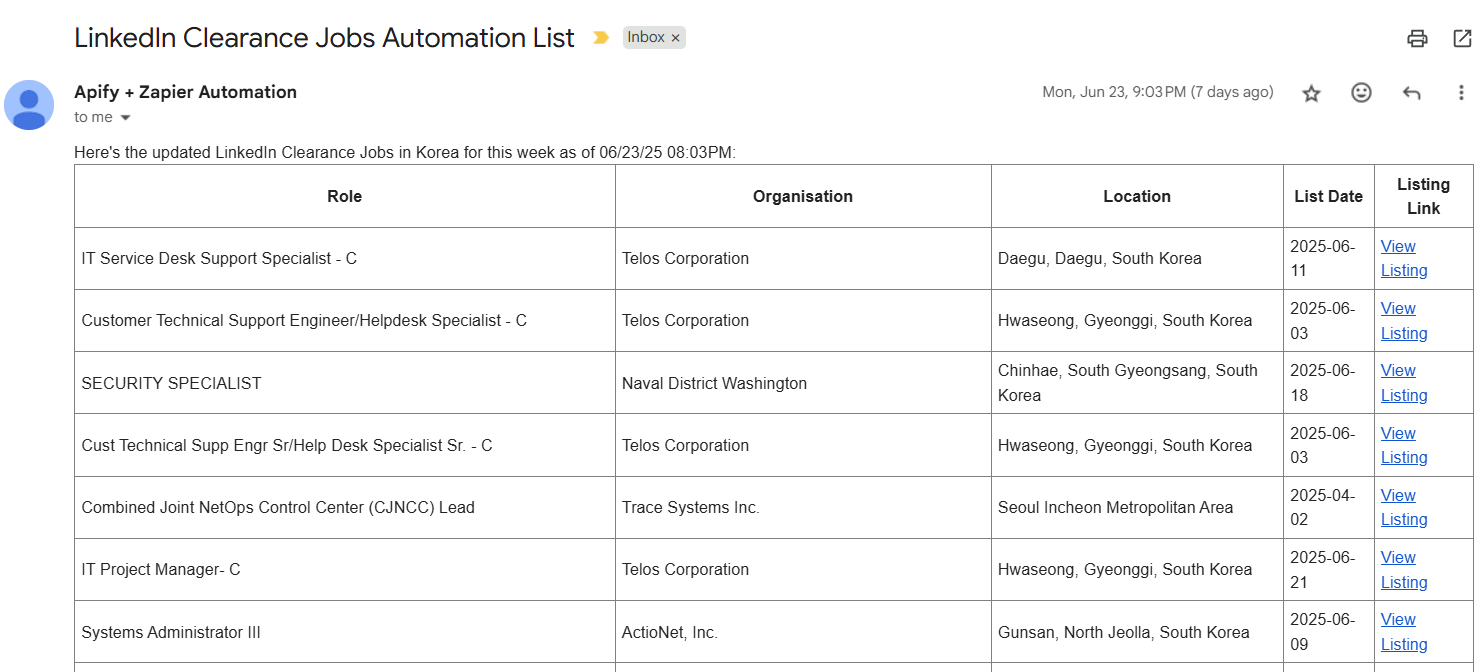 LinkedIn Clearance Jobs Automation List
Inbox ×
Apify + Zapier Automation
Mon, Jun 23, 9:03 PM (7 days ago)
to me
Here's the updated LinkedIn Clearance Jobs in Korea for this week as of 06/23/25 08:03PM:
Role Organisation Location List Date Listing Link
IT Service Desk Support Specialist - C Telos Corporation Daegu, Daegu, South Korea 2025-06-11 View Listing
Customer Technical Support Engineer/Helpdesk Specialist - C Telos Corporation Hwaseong, Gyeonggi, South Korea 2025-06-03 View Listing
SECURITY SPECIALIST Naval District Washington Chinhae, South Gyeongsang, South Korea 2025-06-18 View Listing
Cust Technical Supp Engr Sr/Help Desk Specialist Sr. - C Telos Corporation Hwaseong, Gyeonggi, South Korea 2025-06-03 View Listing
Combined Joint NetOps Control Center (CJNCC) Lead Trace Systems Inc. Seoul Incheon Metropolitan Area 2025-04-02 View Listing
IT Project Manager- C Telos Corporation Hwaseong, Gyeonggi, South Korea 2025-06-21 View Listing
Systems Administrator III ActioNet, Inc. Gunsan, North Jeolla, South Korea 2025-06-09 View Listing